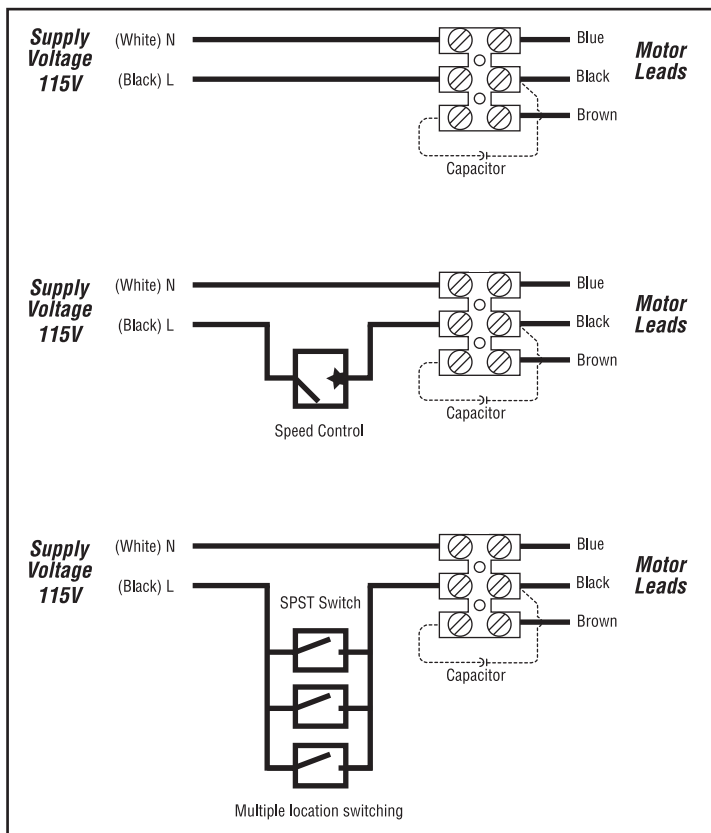 Supply
Voltage
115V
(White) N
(Black) L
Blue
Black
Brown
Motor
Leads
Capacitor
Supply
Voltage
115V
(White) N
(Black) L
Blue
Black
Brown
Motor
Leads
Capacitor
Speed Control
Supply
Voltage
115V
(White) N
(Black) L
SPST Switch
Blue
Black
Brown
Motor
Leads
Capacitor
Multiple location switching